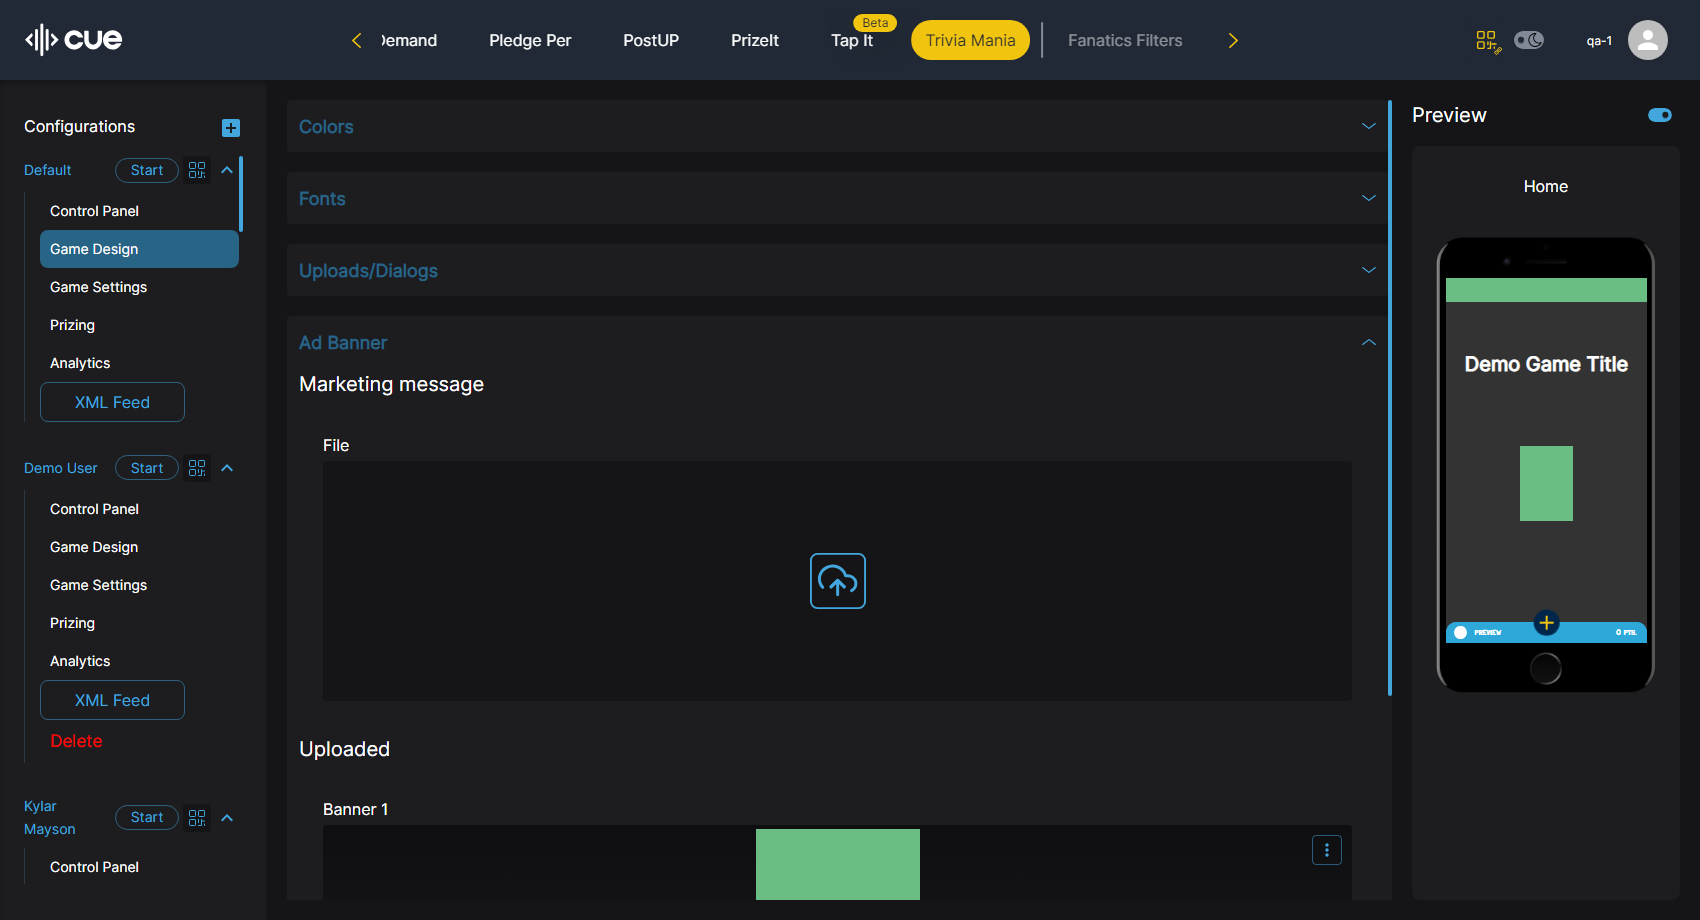 cue
Demand
Pledge Per
PostUP
PrizeIt
Tap It
Beta
Trivia Mania
Fanatics Filters
qa-1
Configurations
Default
Start
Control Panel
Game Design
Game Settings
Prizing
Analytics
XML Feed
Demo User
Start
Control Panel
Game Design
Game Settings
Prizing
Analytics
XML Feed
Delete
Kylar
Mayson
Start
Control Panel
Colors
Fonts
Uploads/Dialogs
Ad Banner
Marketing message
File
Uploaded
Banner 1
Preview
Home
Demo Game Title
PREVIEW
0 PTS.